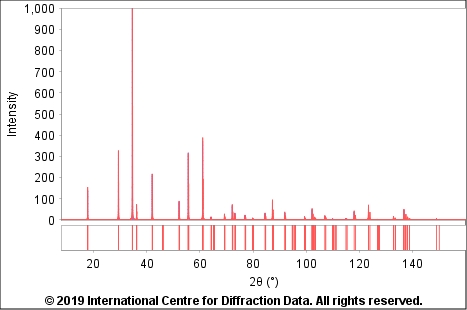 1,000
900
800
700
600
500
400
300
200
100
0
Intensity
20 40 60 80 100 120 140
2θ (°)
© 2019 International Centre for Diffraction Data. All rights reserved.